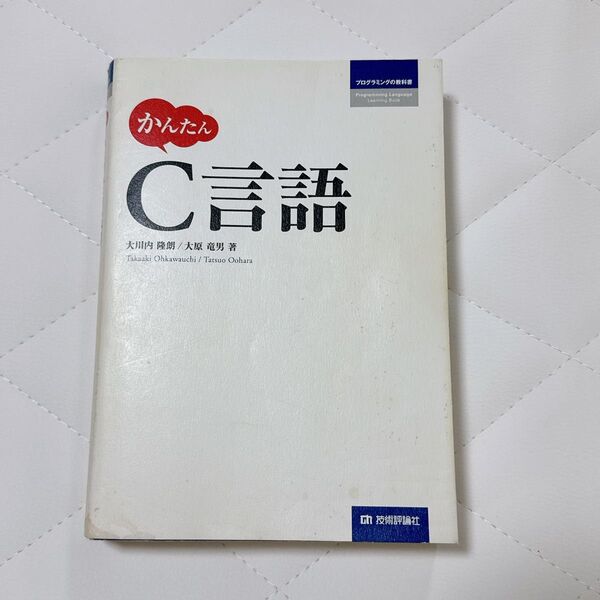 プログラミングの教科書
Programming Language
Learning Book
かんたん
C言語
大川内 隆朗/大原 竜男 著
Takaaki Ohkawauchi / Tatsuo Oohara
技術評論社